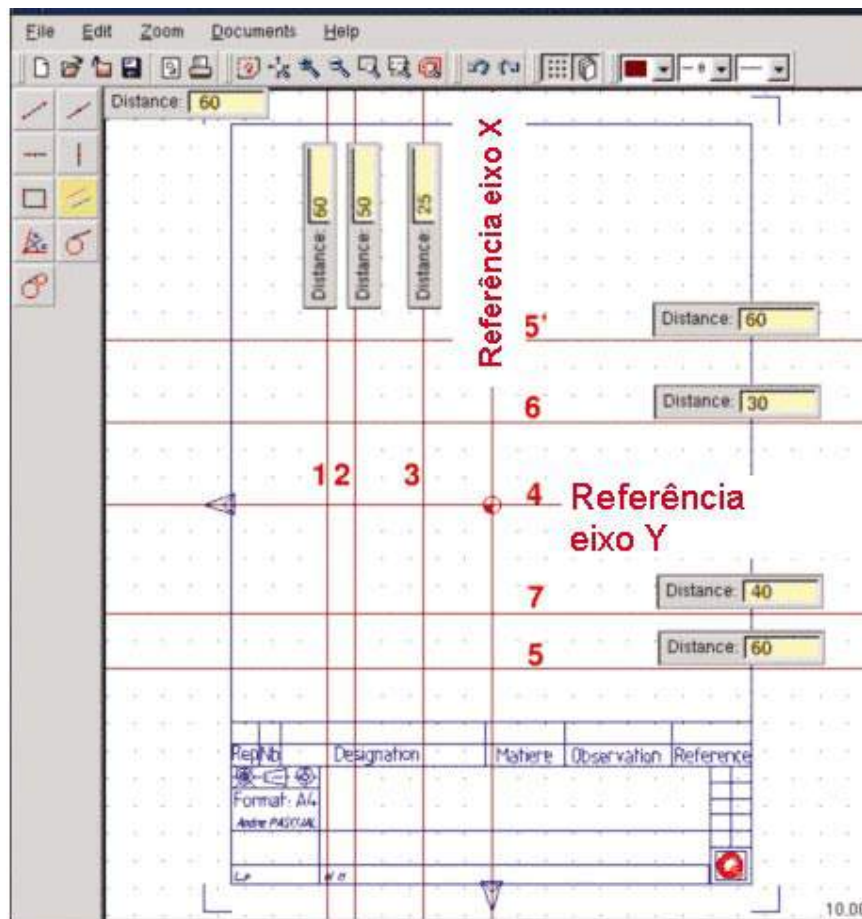 File Edit Zoom Documents Help
Distance: 60
Distance: 60
Distance: 50
Distance: 25
Referência eixo X
5'
Distance: 60
6
Distance: 30
1 2 3
4
Referência
eixo Y
7
Distance: 40
5
Distance: 60
Rep Nb Designation Matiere Observation Reference
Format: A4
Andre PASCUAL
10.00